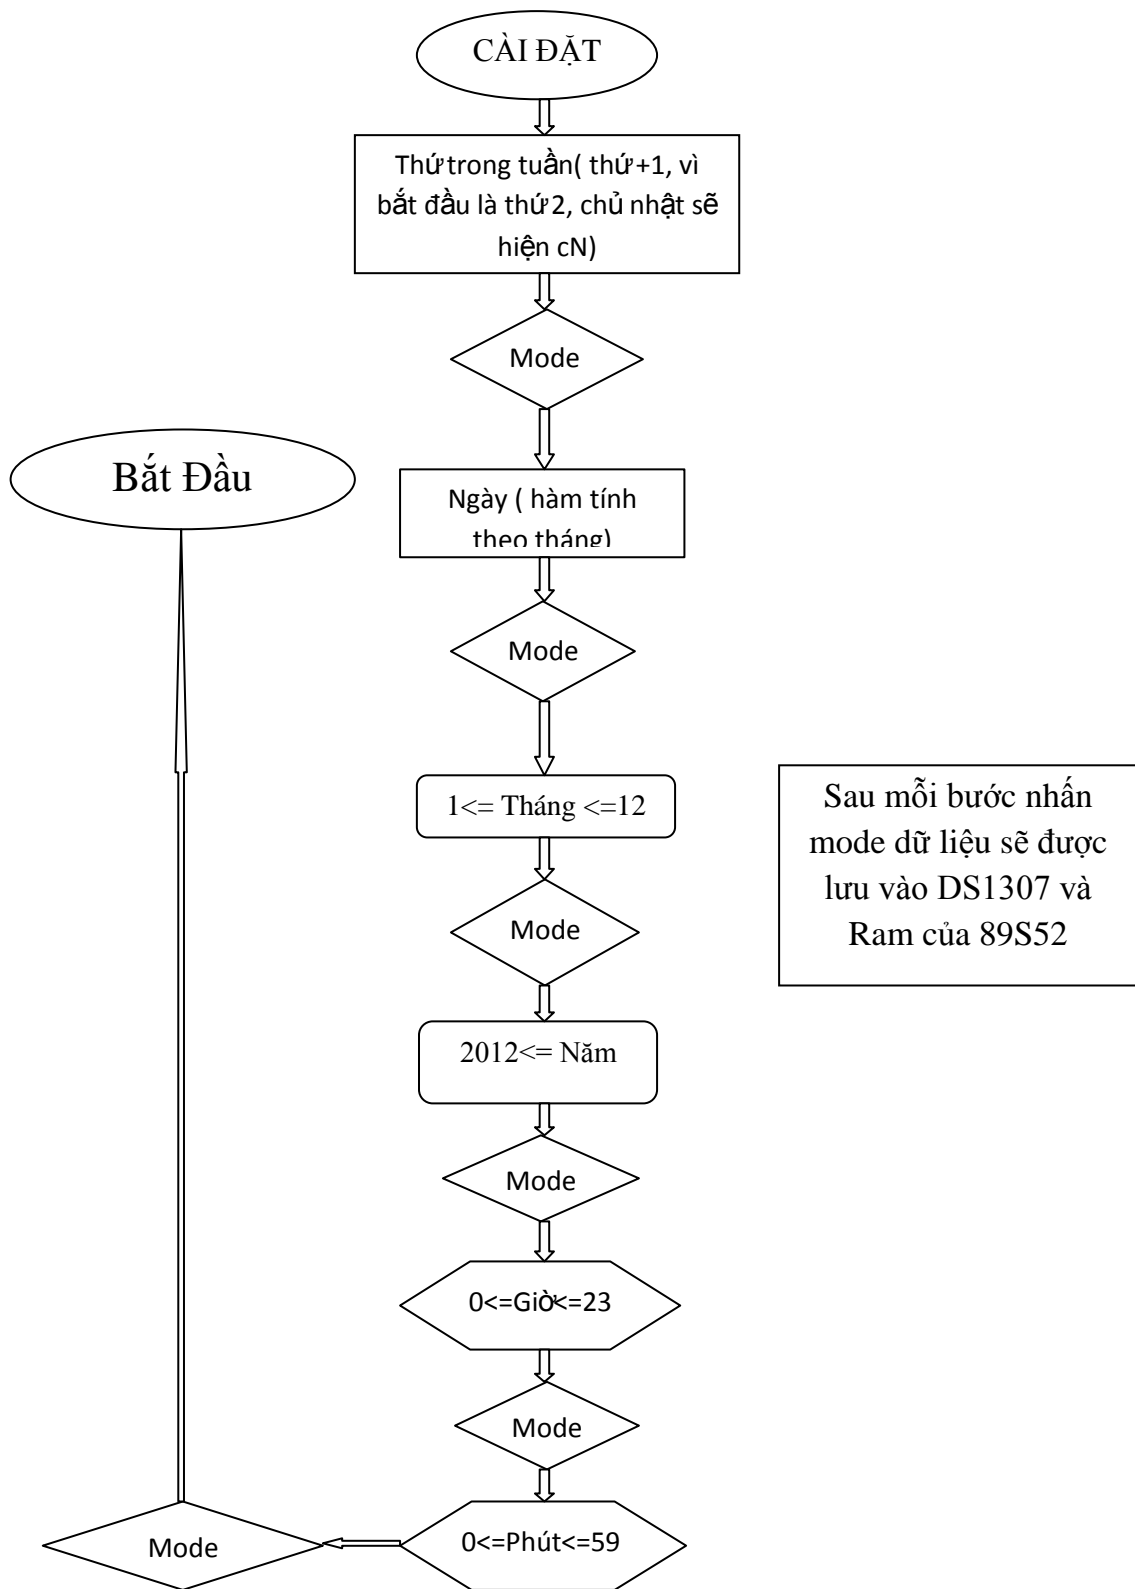 CÀI ĐẶT
Thứ trong tuần( thứ +1, vì
bắt đầu là thứ 2, chủ nhật sẽ
hiện cN)
Mode
Bắt Đầu
Ngày ( hàm tính
theo tháng)
Mode
1<= Tháng <=12
Sau mỗi bước nhấn
mode dữ liệu sẽ được
lưu vào DS1307 và
Ram của 89S52
Mode
2012<= Năm
Mode
0<=Giờ<=23
Mode
0<=Phút<=59
Mode